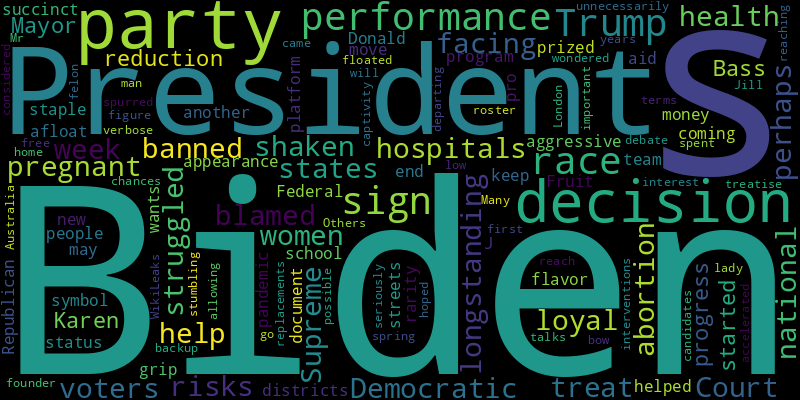 succinct party performance Trump unnecessarily health
Mayor
Mr
Donald facing prized
came
reduction
move program
floated years wondered reaching
considered President S
felon man
will
platform pro
aid
Bass
Jill
perhaps
staple another
spurred figure
captivity departing
roster London important
money
afloat verbose
terms debate spent coming
free home week banned shaken hospitals aggressive race team
pregnant appearance states end keep Fruit interest treatise
chances low
wants struggled Federal sign Many decision
Australia new people may
blamed Others women
longstanding
J first lady
school
abortion national
Republican
WikiLeaks stumbling allowing pandemic replacements document Supreme possible
seriously streets rarity hoped
reach flavor
interventions candidates progress started accelerated
symbol Karen status
Biden
help
go
spring
loyal
talks bow
backup grip
founder voters risks districts Democratic treat helped Court